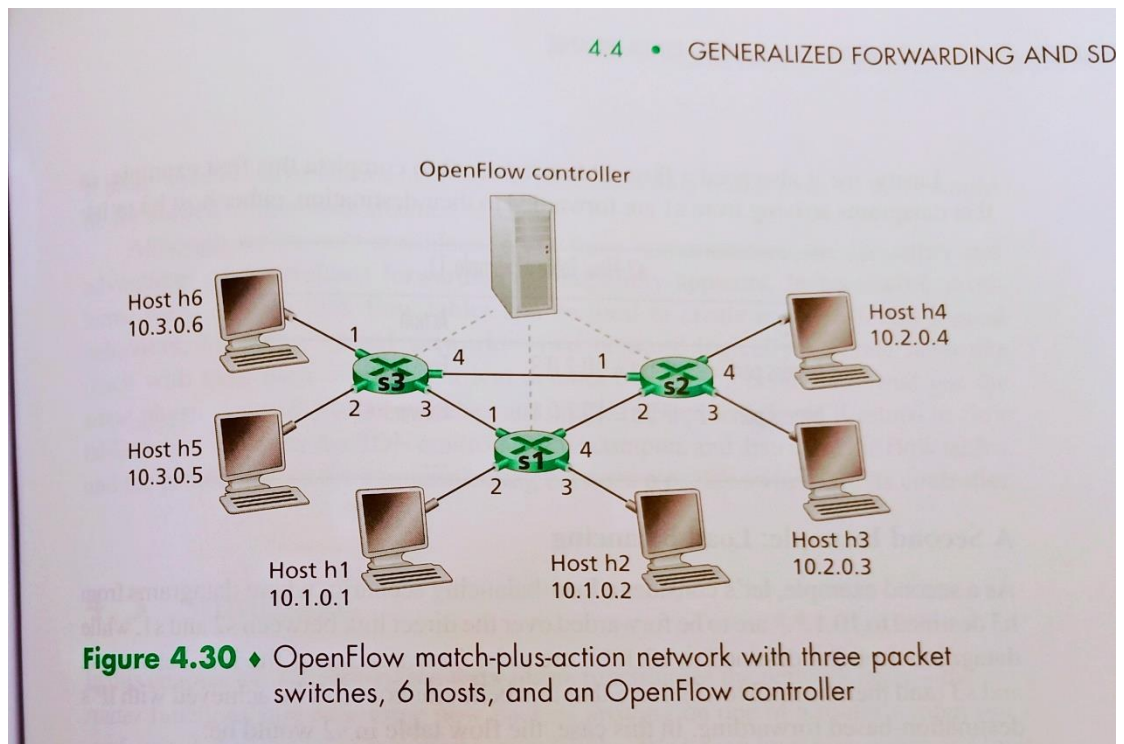 4.4 • GENERALIZED FORWARDING AND SD
OpenFlow controller
Host h6
10.3.0.6
Host h4
10.2.0.4
1
4
1
4
s3
s2
2
3
1
2
3
Host h5
10.3.0.5
s1
4
2
3
Host h3
10.2.0.3
Host h1
10.1.0.1
Host h2
10.1.0.2
Figure 4.30 ♦ OpenFlow match-plus-action network with three packet
switches, 6 hosts, and an OpenFlow controller